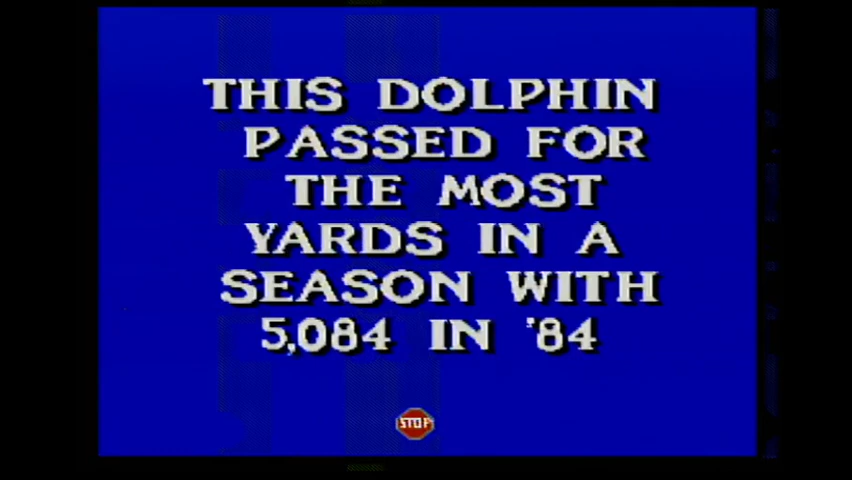 THIS DOLPHIN
PASSED FOR
THE MOST
YARDS IN A
SEASON WITH
5,084 IN '84
STOP